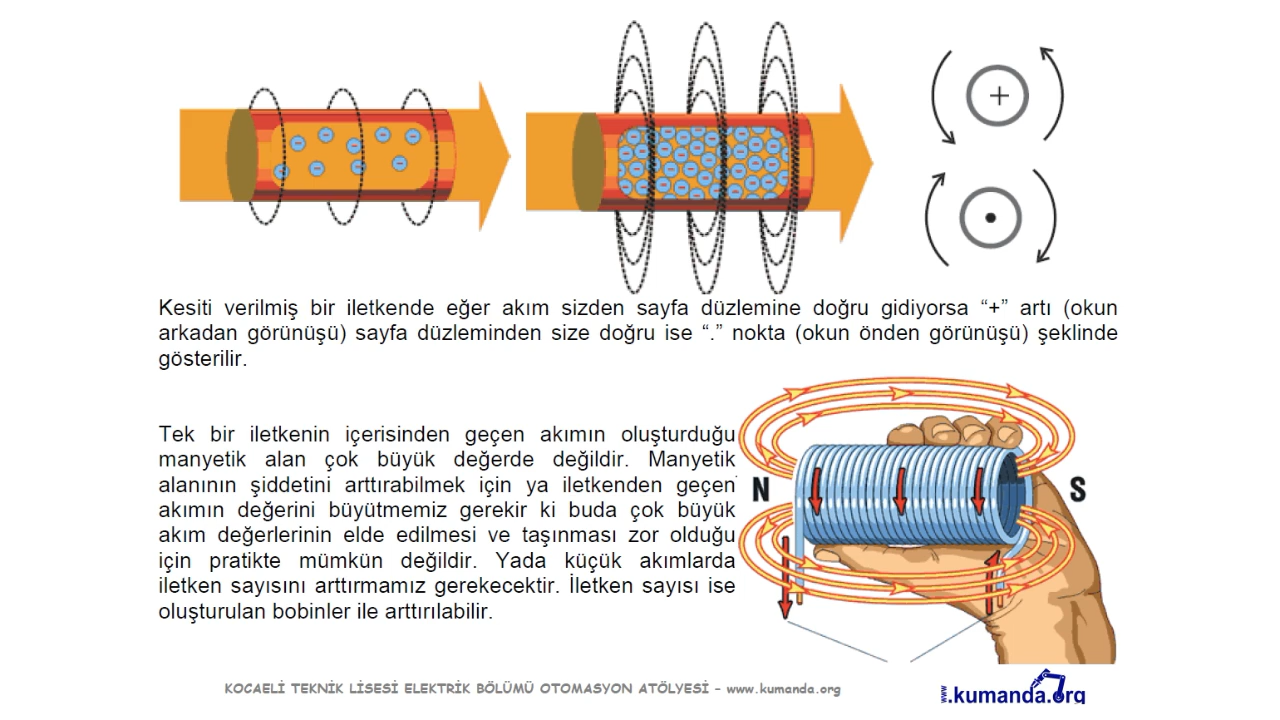 Kesiti verilmiş bir iletkende eğer akım sizden sayfa düzlemine doğru gidiyorsa “+” artı (okun
arkadan görünüşü) sayfa düzleminden size doğru ise “.” nokta (okun önden görünüşü) şeklinde
gösterilir.
Tek bir iletkenin içerisinden geçen akımın oluşturduğu
manyetik alan çok büyük değerde değildir. Manyetik
alanının şiddetini arttırabilmek için ya iletkenden geçen
akımın değerini büyütmemiz gerekir ki buda çok büyük
akım değerlerinin elde edilmesi ve taşınması zor olduğu
için pratikte mümkün değildir. Yada küçük akımlarda
iletken sayısını arttırmamız gerekecektir. İletken sayısı ise
oluşturulan bobinler ile arttırılabilir.
N
S
KOCAELİ TEKNİK LİSESİ ELEKTRİK BÖLÜMÜ OTOMASYON ATÖLYESİ – www.kumanda.org
www.kumanda.org